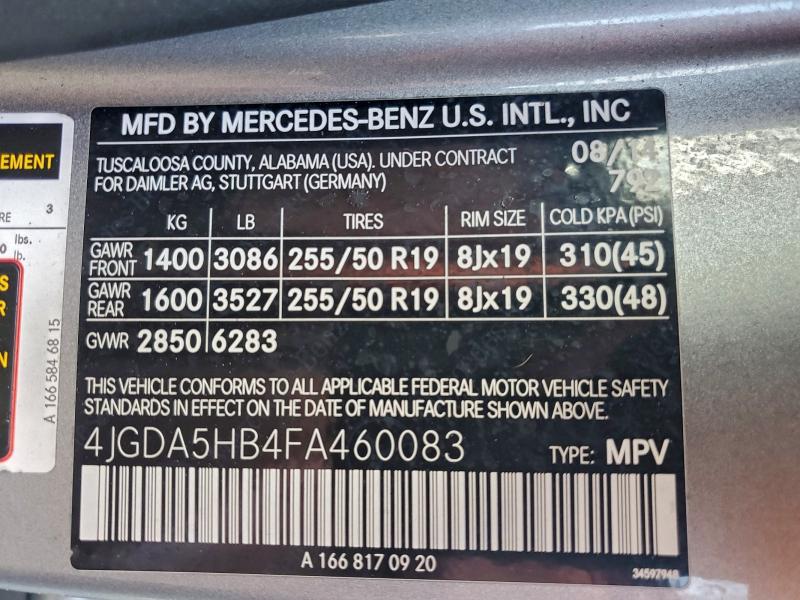 MFD BY MERCEDES-BENZ U.S. INTL., INC
TUSCALOOSA COUNTY, ALABAMA (USA). UNDER CONTRACT
FOR DAIMLER AG, STUTTGART (GERMANY)
KG LB TIRES RIM SIZE COLD KPA (PSI)
GAWR FRONT 1400 3086 255/50 R19 8Jx19 310(45)
GAWR REAR 1600 3527 255/50 R19 8Jx19 330(48)
GVWR 2850 6283
THIS VEHICLE CONFORMS TO ALL APPLICABLE FEDERAL MOTOR VEHICLE SAFETY
STANDARDS IN EFFECT ON THE DATE OF MANUFACTURE SHOWN ABOVE.
4JGDA5HB4FA460083 TYPE: MPV
A 166 817 09 20
34597948
3
lbs.
lb.
A 166 584 68 15